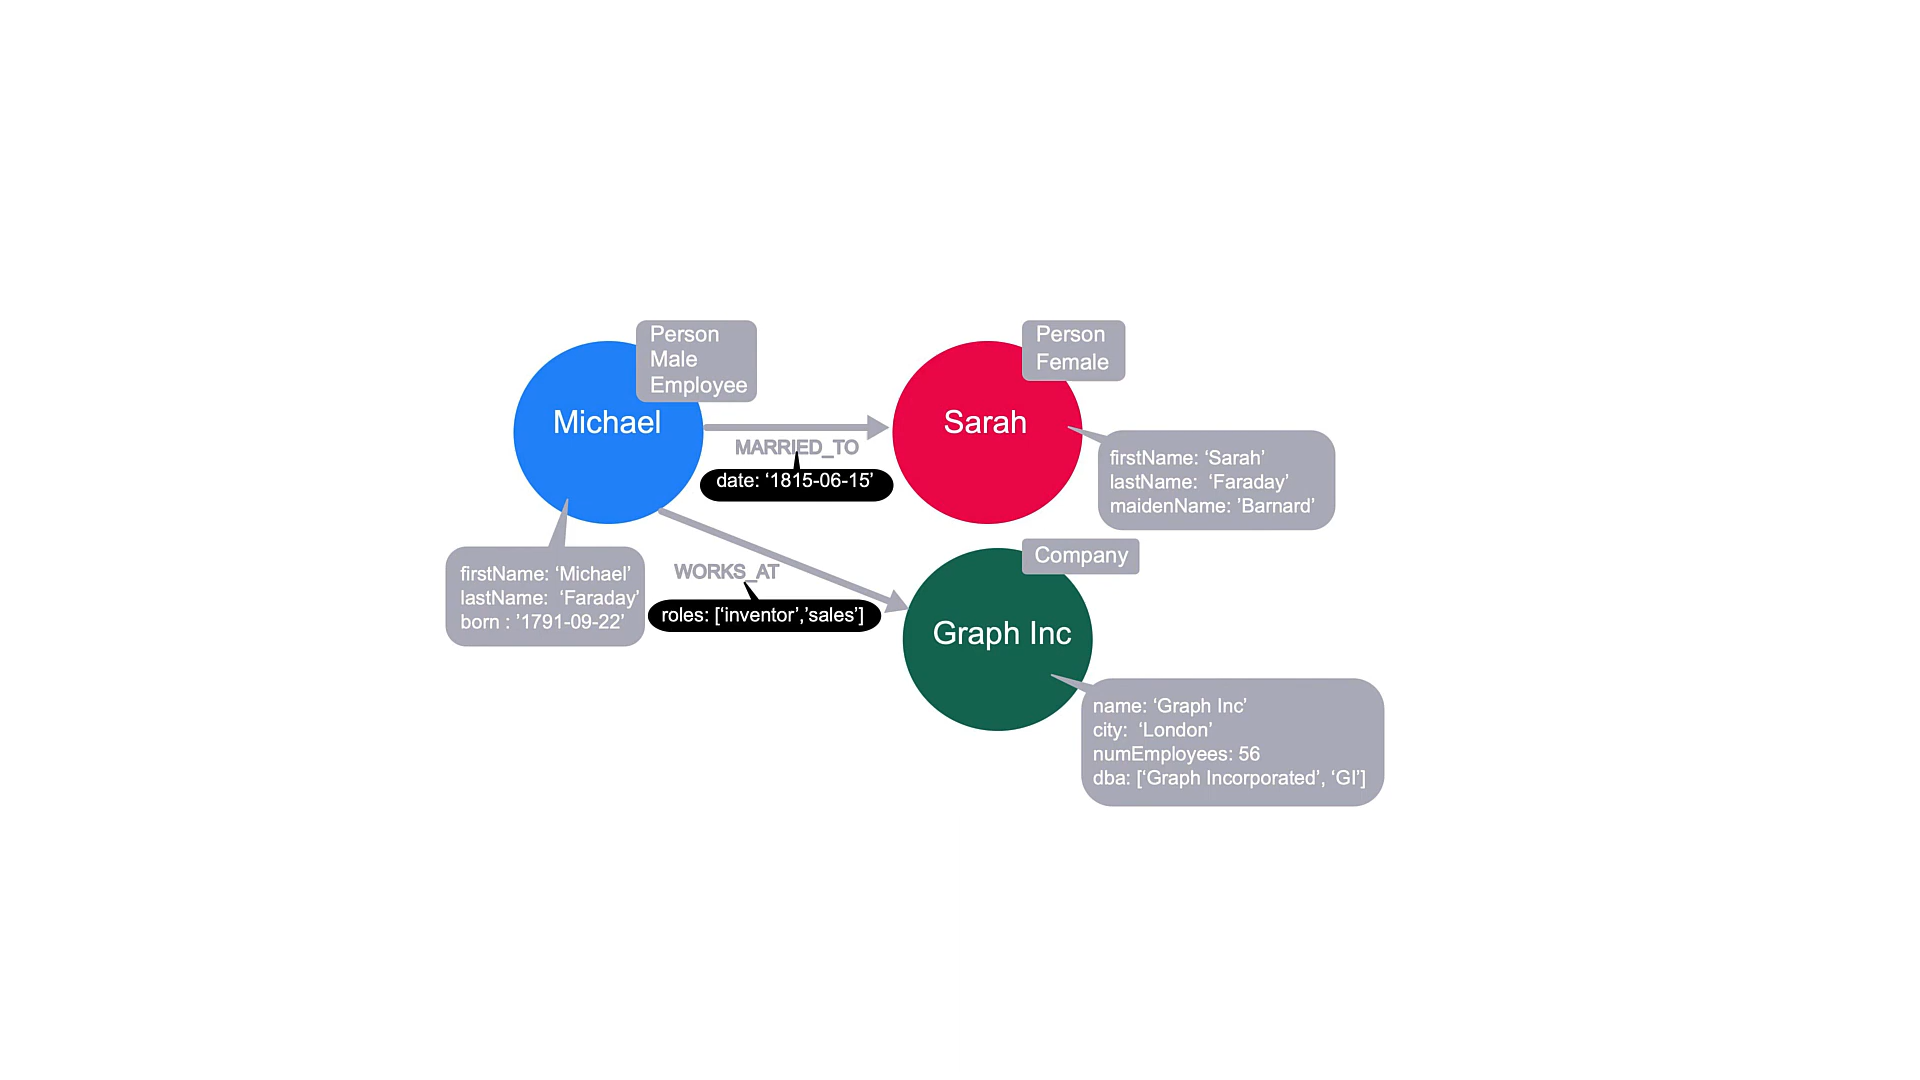 Person
Male
Employee
Michael
MARRIED_TO
date: ‘1815-06-15’
Person
Female
Sarah
firstName: ‘Sarah’
lastName:  ‘Faraday’
maidenName: ’Barnard’
firstName: ‘Michael’
lastName:  ‘Faraday’
born : ’1791-09-22’
WORKS_AT
roles: [‘inventor’,’sales’]
Company
Graph Inc
name: ‘Graph Inc’
city:  ‘London’
numEmployees: 56
dba: [‘Graph Incorporated’, ‘GI’]